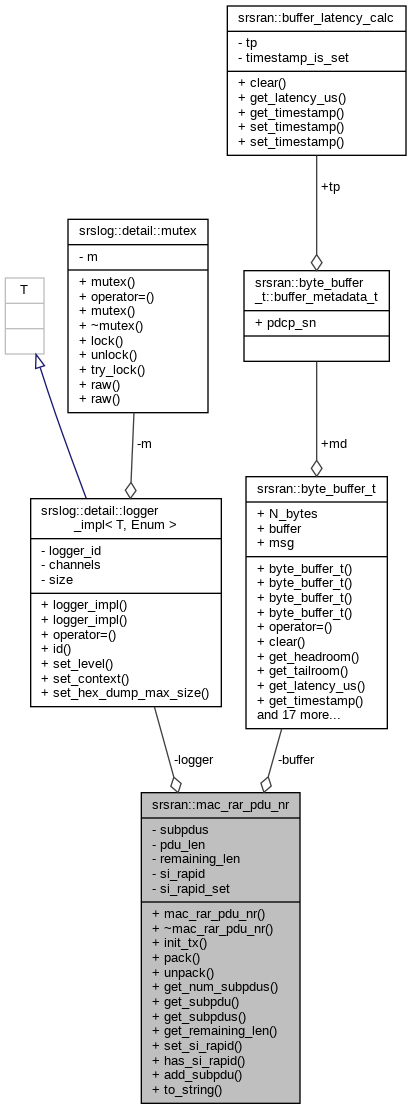 srsran::buffer_latency_calc
- tp
- timestamp_is_set
+ clear()
+ get_latency_us()
+ get_timestamp()
+ set_timestamp()
+ set_timestamp()
+tp
srslog::detail::mutex
- m
+ mutex()
+ operator=()
+ mutex()
+ ~mutex()
+ lock()
+ unlock()
+ try_lock()
+ raw()
+ raw()
srsran::byte_buffer
_t::buffer_metadata_t
+ pdcp_sn
T
-m
+md
srslog::detail::logger
_impl< T, Enum >
- logger_id
- channels
- size
+ logger_impl()
+ logger_impl()
+ operator=()
+ id()
+ set_level()
+ set_context()
+ set_hex_dump_max_size()
srsran::byte_buffer_t
+ N_bytes
+ buffer
+ msg
+ byte_buffer_t()
+ byte_buffer_t()
+ byte_buffer_t()
+ byte_buffer_t()
+ operator=()
+ clear()
+ get_headroom()
+ get_tailroom()
+ get_latency_us()
+ get_timestamp()
and 17 more...
-logger
-buffer
srsran::mac_rar_pdu_nr
- subpdus
- pdu_len
- remaining_len
- si_rapid
- si_rapid_set
+ mac_rar_pdu_nr()
+ ~mac_rar_pdu_nr()
+ init_tx()
+ pack()
+ unpack()
+ get_num_subpdus()
+ get_subpdu()
+ get_subpdus()
+ get_remaining_len()
+ set_si_rapid()
+ has_si_rapid()
+ add_subpdu()
+ to_string()